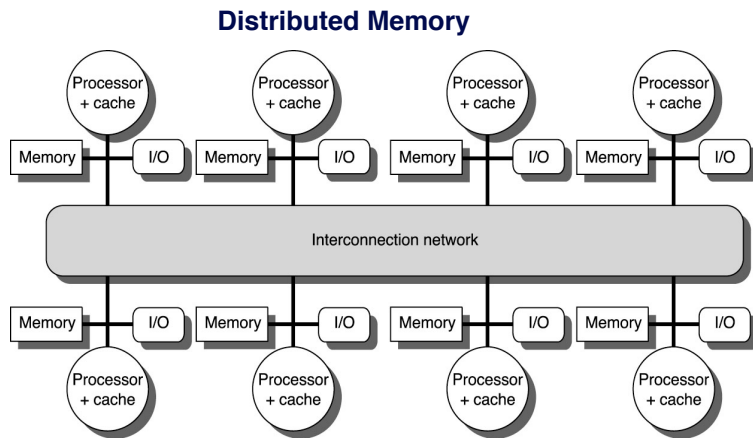 Distributed Memory
Processor
+ cache
Processor
+ cache
Processor
+ cache
Processor
+ cache
Memory
I/O
Memory
I/O
Memory
I/O
Memory
I/O
Interconnection network
Memory
I/O
Memory
I/O
Memory
I/O
Memory
I/O
Processor
+ cache
Processor
+ cache
Processor
+ cache
Processor
+ cache